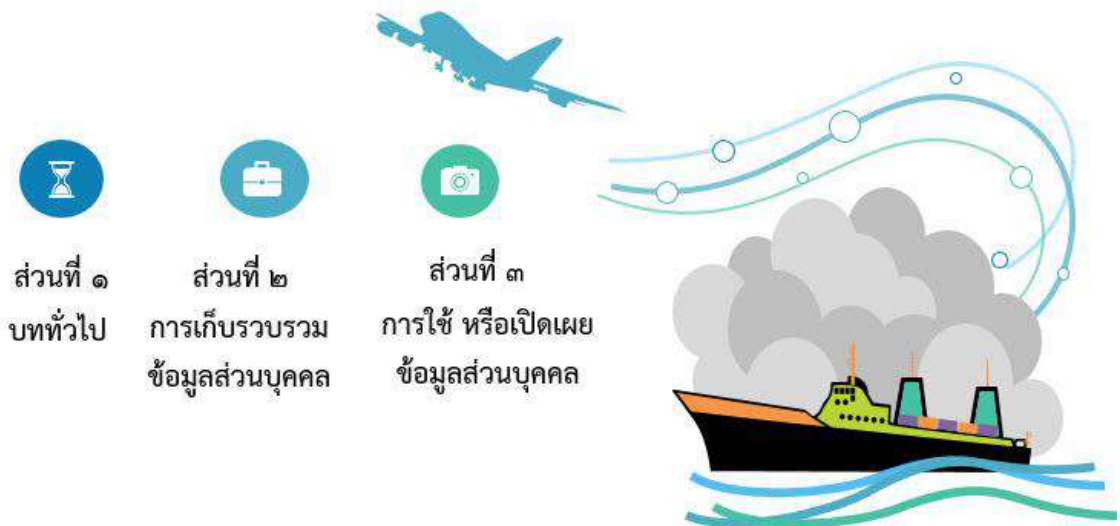 ส่วนที่ ๑
บททั่วไป
ส่วนที่ ๒
การเก็บรวบรวม
ข้อมูลส่วนบุคคล
ส่วนที่ ๓
การใช้ หรือเปิดเผย
ข้อมูลส่วนบุคคล